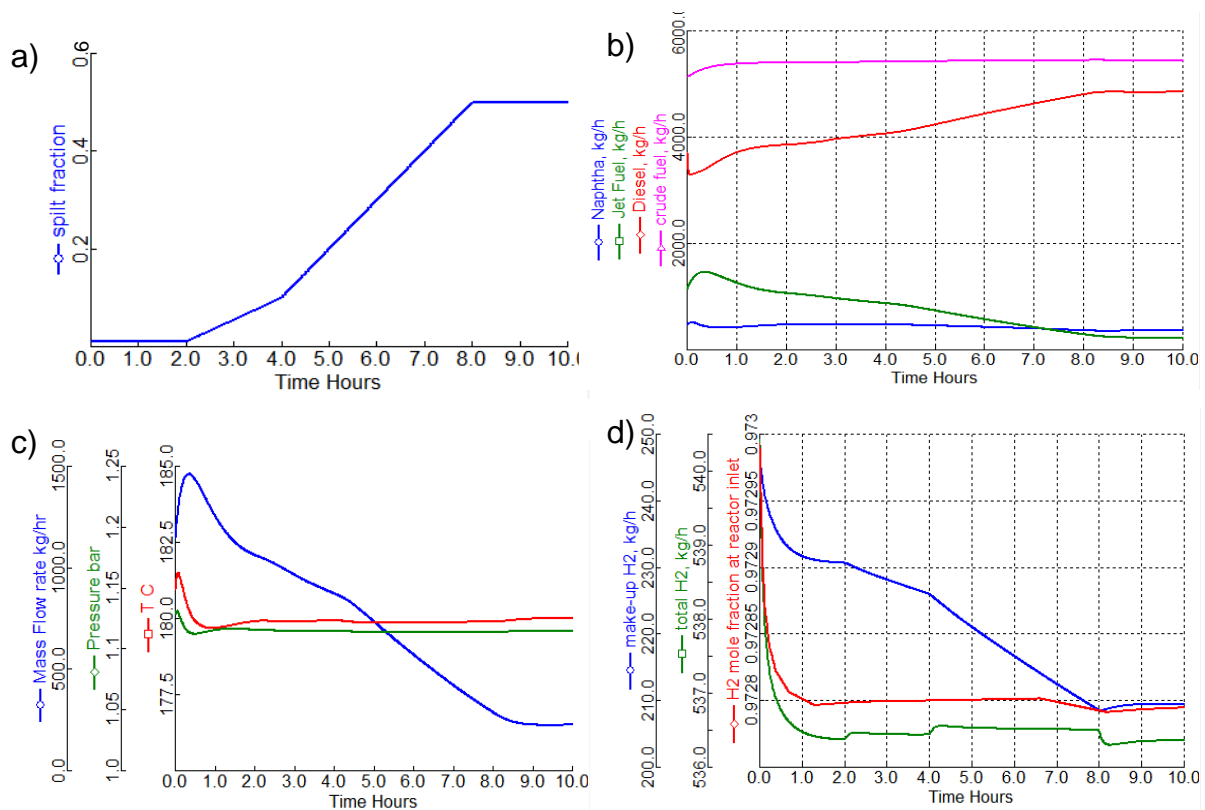 a)
spilt fraction
0.2 0.4 0.6
0.0 1.0 2.0 3.0 4.0 5.0 6.0 7.0 8.0 9.0 10.0
Time Hours
b)
Naphtha, kg/h
Jet Fuel, kg/h
Diesel, kg/h
crude fuel, kg/h
2000.0 4000.0 6000.0
0.0 1.0 2.0 3.0 4.0 5.0 6.0 7.0 8.0 9.0 10.0
Time Hours
c)
Mass Flow rate kg/hr
0.0 500.0 1000.0 1500.0
Pressure bar
1.0 1.05 1.1 1.15 1.2 1.25
T C
177.5 180.0 182.5 185.0
0.0 1.0 2.0 3.0 4.0 5.0 6.0 7.0 8.0 9.0 10.0
Time Hours
d)
make-up H2, kg/h
200.0 210.0 220.0 230.0 240.0 250.0
total H2, kg/h
536.0 537.0 538.0 539.0 540.0
H2 mole fraction at reactor inlet
0.9728 0.97285 0.9729 0.97295 0.973
0.0 1.0 2.0 3.0 4.0 5.0 6.0 7.0 8.0 9.0 10.0
Time Hours